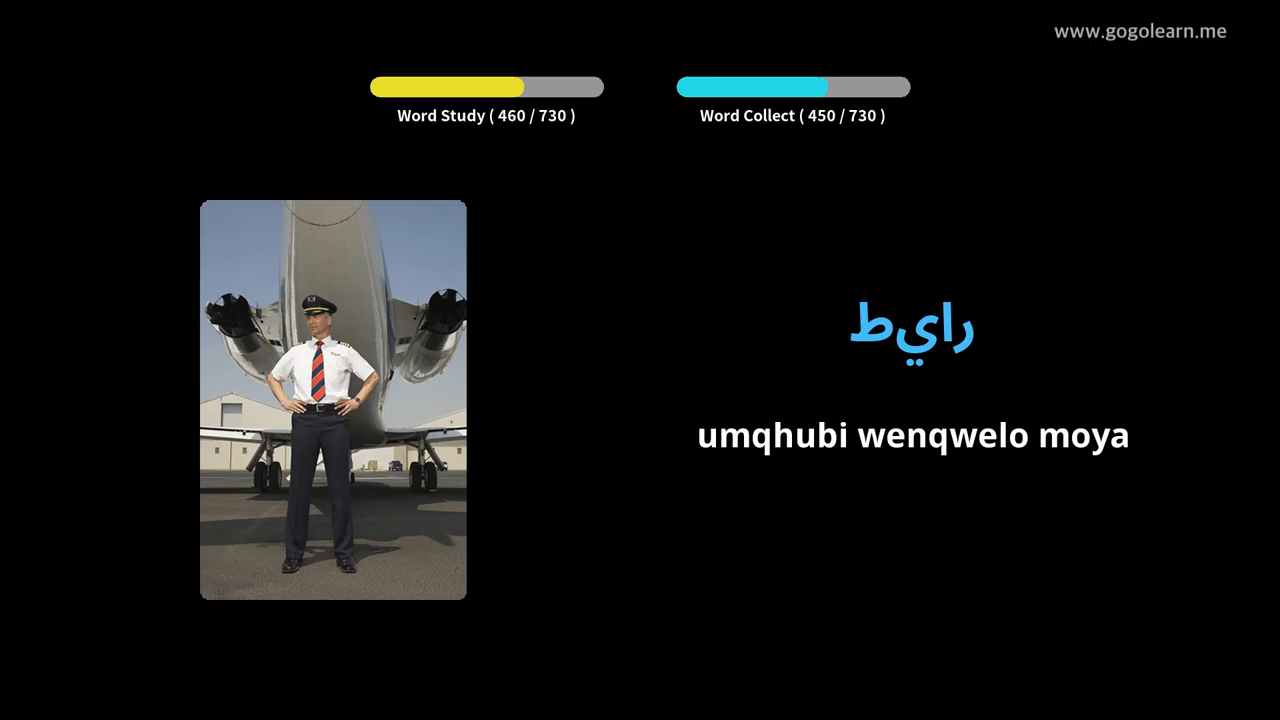 www.gogolearn.me
Word Study ( 460 / 730 )
Word Collect ( 450 / 730 )
رايط
umqhubi wenqwelo moya